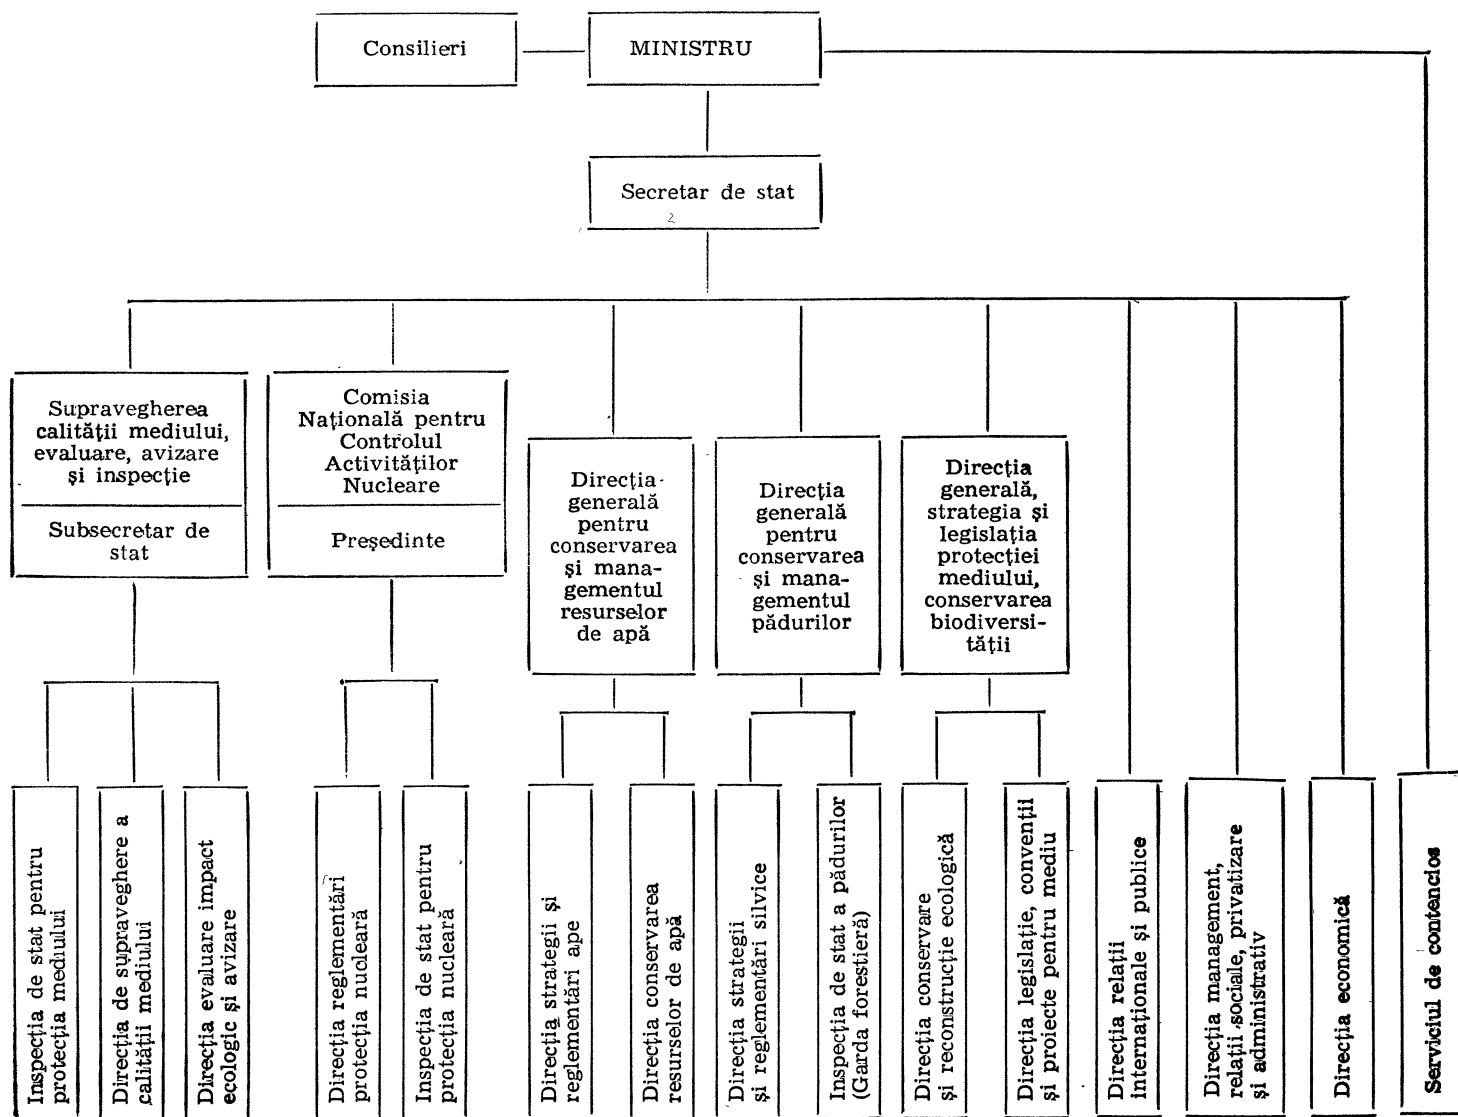 Consilieri
MINISTRU
Secretar de stat
2
Supravegherea
calității mediului,
evaluare, avizare
și inspecție
Subsecretar de
stat
Comisia
Națională pentru
Controlul
Activităților
Nucleare
Președinte
Direcția
generală
pentru
conservarea
și mana-
gementul
resurselor
de apă
Direcția
generală
pentru
conservarea
și mana-
gementul
pădurilor
Direcția
generală,
strategia și
legislația
protecției
mediului,
conservarea
biodiversi-
tății
Inspecția de stat pentru
protecția mediului
Direcția de supraveghere a
calității mediului
Direcția evaluare impact
ecologic și avizare
Direcția reglementări
protecția nucleară
Inspecția de stat pentru
protecția nucleară
Direcția strategii și
reglementări ape
Direcția conservarea
resurselor de apă
Direcția strategii
și reglementări silvice
Inspecția de stat a pădurilor
(Garda forestieră)
Direcția conservare
și reconstrucție ecologică
Direcția legislație, convenții
și proiecte pentru mediu
Direcția relații
internaționale și publice
Direcția management,
relații sociale, privatizare
și administrativ
Direcția economică
Serviciul de contencios